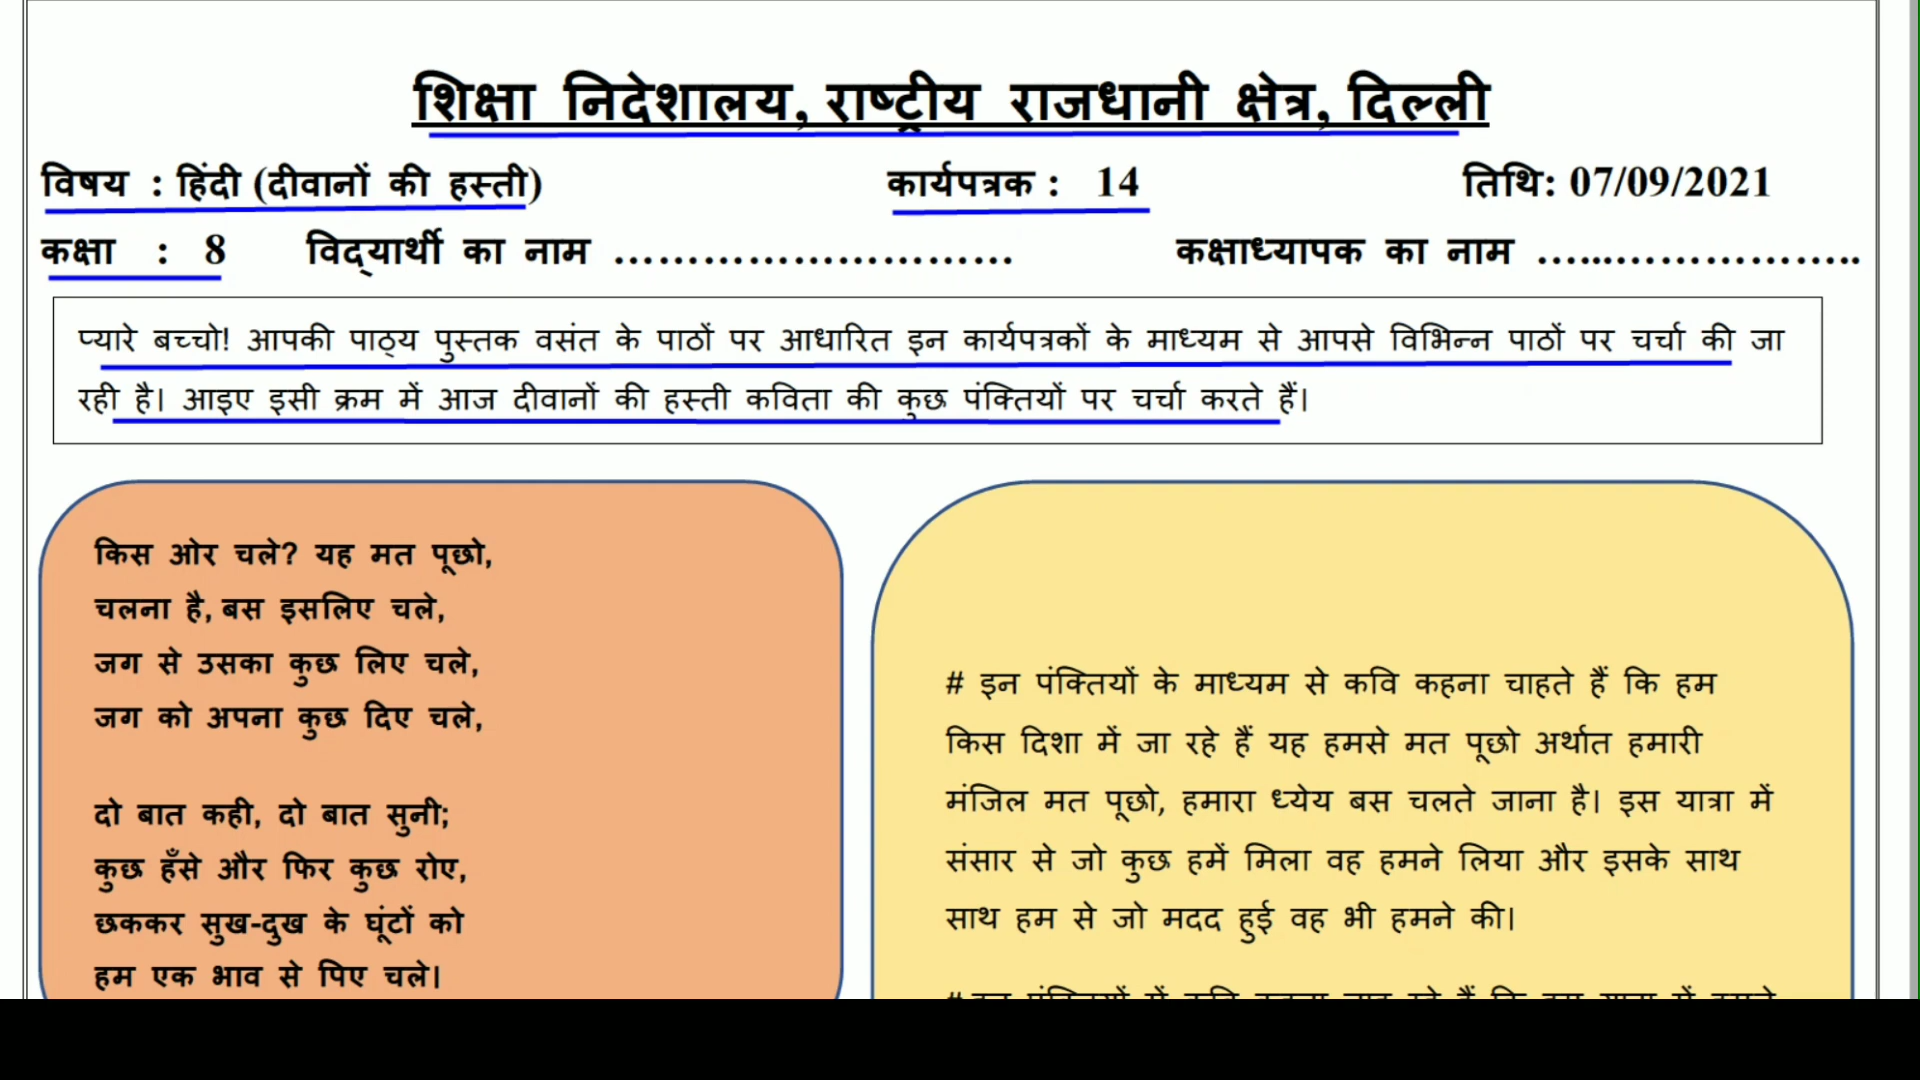 शिक्षा निदेशालय, राष्ट्रीय राजधानी क्षेत्र, दिल्ली
विषय : हिंदी (दीवानों की हस्ती) कार्यपत्रक : 14 तिथि: 07/09/2021
कक्षा : 8 विद्यार्थी का नाम ........................... कक्षाध्यापक का नाम ......................
प्यारे बच्चो! आपकी पाठ्य पुस्तक वसंत के पाठों पर आधारित इन कार्यपत्रकों के माध्यम से आपसे विभिन्न पाठों पर चर्चा की जा
रही है। आइए इसी क्रम में आज दीवानों की हस्ती कविता की कुछ पंक्तियों पर चर्चा करते हैं।
किस ओर चले? यह मत पूछो,
चलना है, बस इसलिए चले,
जग से उसका कुछ लिए चले,
जग को अपना कुछ दिए चले,
दो बात कही, दो बात सुनी;
कुछ हँसे और फिर कुछ रोए,
छककर सुख-दुख के घूंटों को
हम एक भाव से पिए चले।
# इन पंक्तियों के माध्यम से कवि कहना चाहते हैं कि हम
किस दिशा में जा रहे हैं यह हमसे मत पूछो अर्थात हमारी
मंजिल मत पूछो, हमारा ध्येय बस चलते जाना है। इस यात्रा में
संसार से जो कुछ हमें मिला वह हमने लिया और इसके साथ
साथ हम से जो मदद हुई वह भी हमने की।